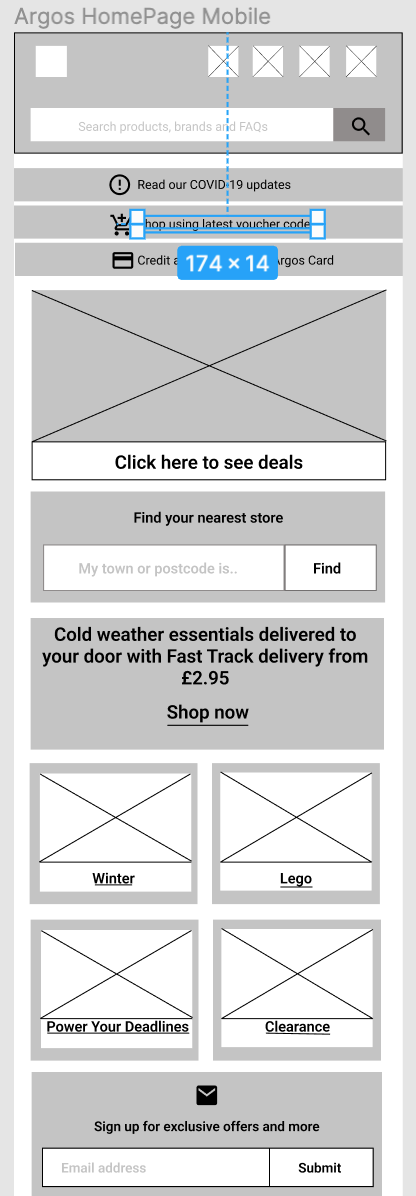 Argos HomePage Mobile
Search products, brands and FAQs
Read our COVID 19 updates
hop using latest voucher code
Credit a
174 × 14
Argos Card
Click here to see deals
Find your nearest store
My town or postcode is..
Find
Cold weather essentials delivered to
your door with Fast Track delivery from
£2.95
Shop now
Winter
Lego
Power Your Deadlines
Clearance
Sign up for exclusive offers and more
Email address
Submit